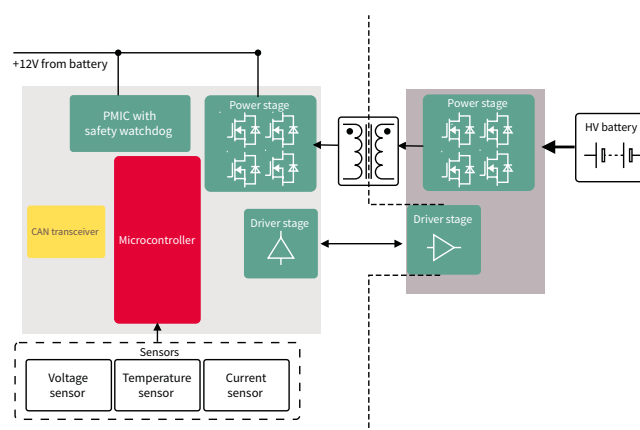 +12V from battery
PMIC with
safety watchdog
Power stage
Power stage
HV battery
CAN transceiver
Microcontroller
Driver stage
Driver stage
Sensors
Voltage
sensor
Temperature
sensor
Current
sensor